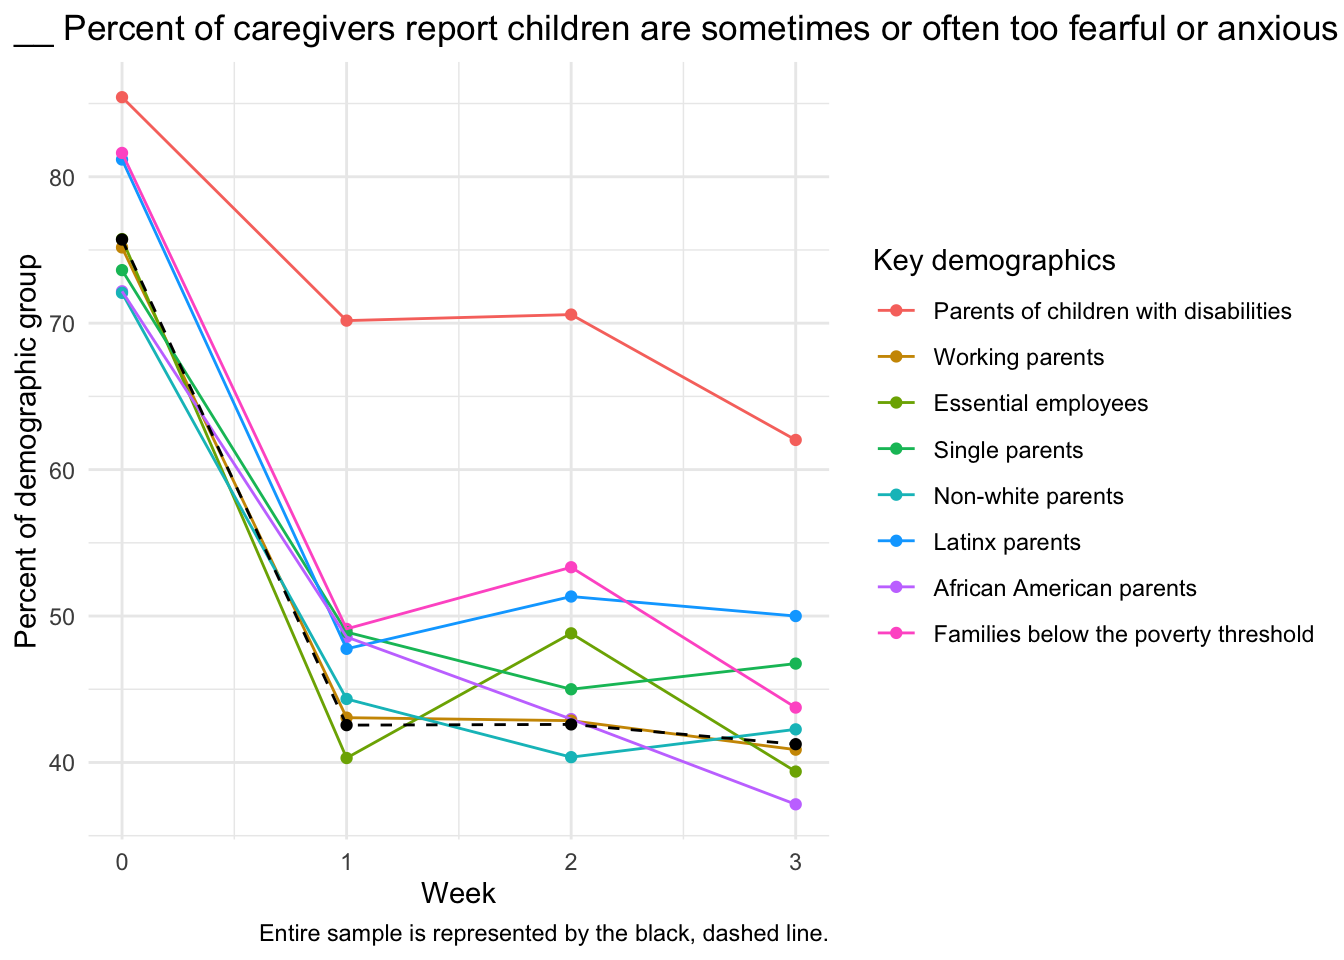 __ Percent of caregivers report children are sometimes or often too fearful or anxious
Percent of demographic group
80
70
60
50
40
0 1 2 3
Week
Entire sample is represented by the black, dashed line.
Key demographics
Parents of children with disabilities
Working parents
Essential employees
Single parents
Non-white parents
Latinx parents
African American parents
Families below the poverty threshold